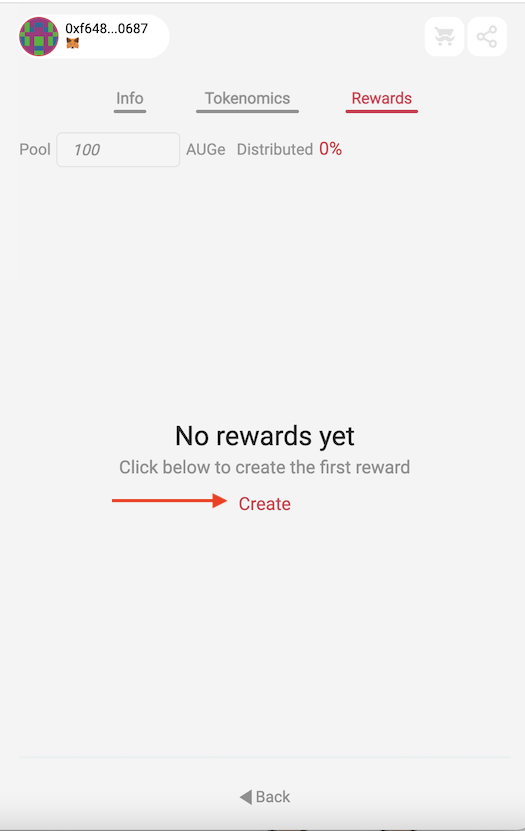 0xf648...0687
Info Tokenomics Rewards
Pool 100 AUGe Distributed 0%
No rewards yet
Click below to create the first reward
Create
Back